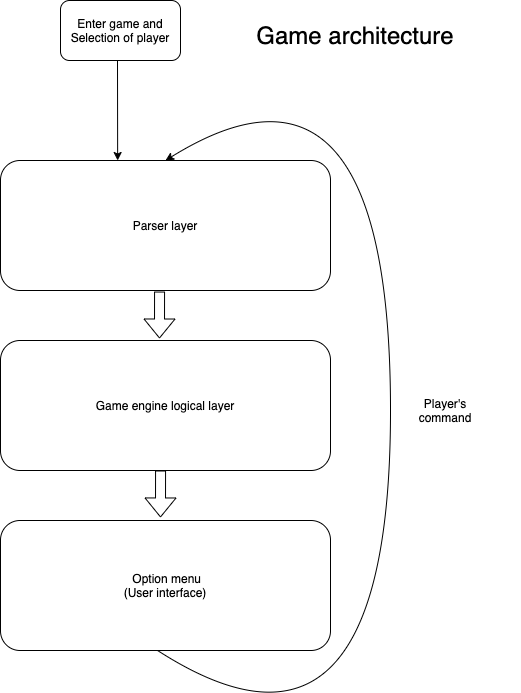 Enter game and
Selection of player
Game architecture
Parser layer
Game engine logical layer
Player's
command
Option menu
(User interface)